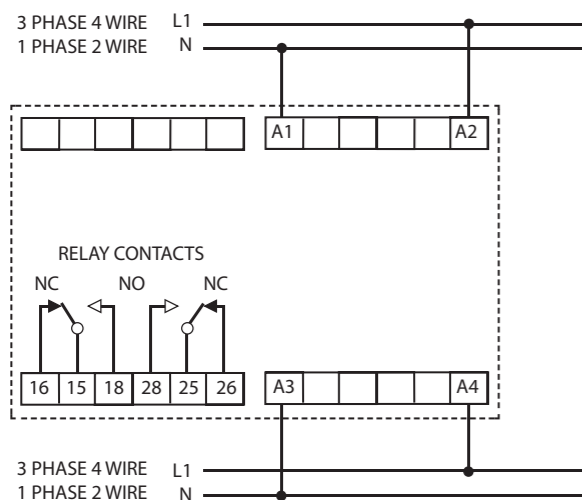 3 PHASE 4 WIRE L1
1 PHASE 2 WIRE N
A1 A2
RELAY CONTACTS
NC NO NC
16 15 18 28 25 26 A3 A4
3 PHASE 4 WIRE L1
1 PHASE 2 WIRE N